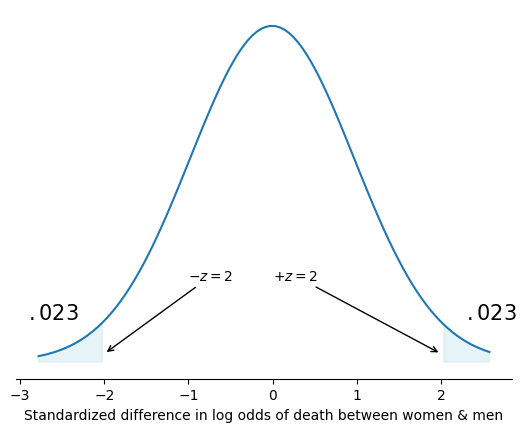 −z = 2
+z = 2
.023
.023
−3
−2
−1
0
1
2
Standardized difference in log odds of death between women & men